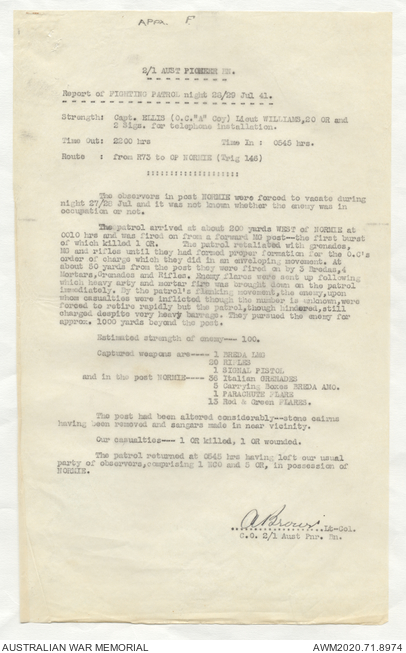 APPX F.
2/1 AUST PIONEER BN.
Report of FIGHTING PATROL night 28/29 Jul 41.
Strength: Capt. ELLIS (O.C."A" Coy) Lieut WILLIAMS, 20 OR and
2 Sigs. for telephone installation.
Time Out: 2200 hrs Time In : 0545 hrs.
Route : from R73 to OP NORMIE (Trig 146)
The observers in post NORMIE were forced to vacate during
night 27/28 Jul and it was not known whether the enemy was in
occupation or not.
The patrol arrived at about 200 yards WEST of NORMIE at
0010 hrs and was fired on from a forward MG post--the first burst
of which killed 1 OR. The patrol retaliated with grenades,
MG and rifles until they had formed proper formation for the O.C's
order of charge which they did in an enveloping movement. At
about 50 yards from the post they were fired on by 3 Bredas, 4
Mortars, Grenades and Rifles. Enemy flares were sent up following
which heavy arty and mortar fire was brought down on the patrol
immediately. By the patrol's flanking movement, the enemy, upon
whose casualties were inflicted though the number is unknown, were
forced to retire rapidly but the patrol, though hindered, still
charged despite very heavy barrage. They pursued the enemy for
approx. 1000 yards beyond the post.
Estimated strength of enemy--- 100.
Captured weapons are---- 1 BREDA LMG
20 RIFLES
1 SIGNAL PISTOL
and in the post NORMIE---- 36 Italian GRENADES
5 Carrying Boxes BREDA AMO.
1 PARACHUTE FLARE
13 Red & Green FLARES.
The post had been altered considerably--stone cairns
having been removed and sangars made in near vicinity.
Our casualties--- 1 OR killed, 1 OR wounded.
The patrol returned at 0545 hrs having left our usual
party of observers, comprising 1 NCO and 5 OR, in possession of
NORMIE.
A Brown
Lt-Col.
C.O. 2/1 Aust Pnr. Bn.
AUSTRALIAN WAR MEMORIAL
AWM2020.71.8974